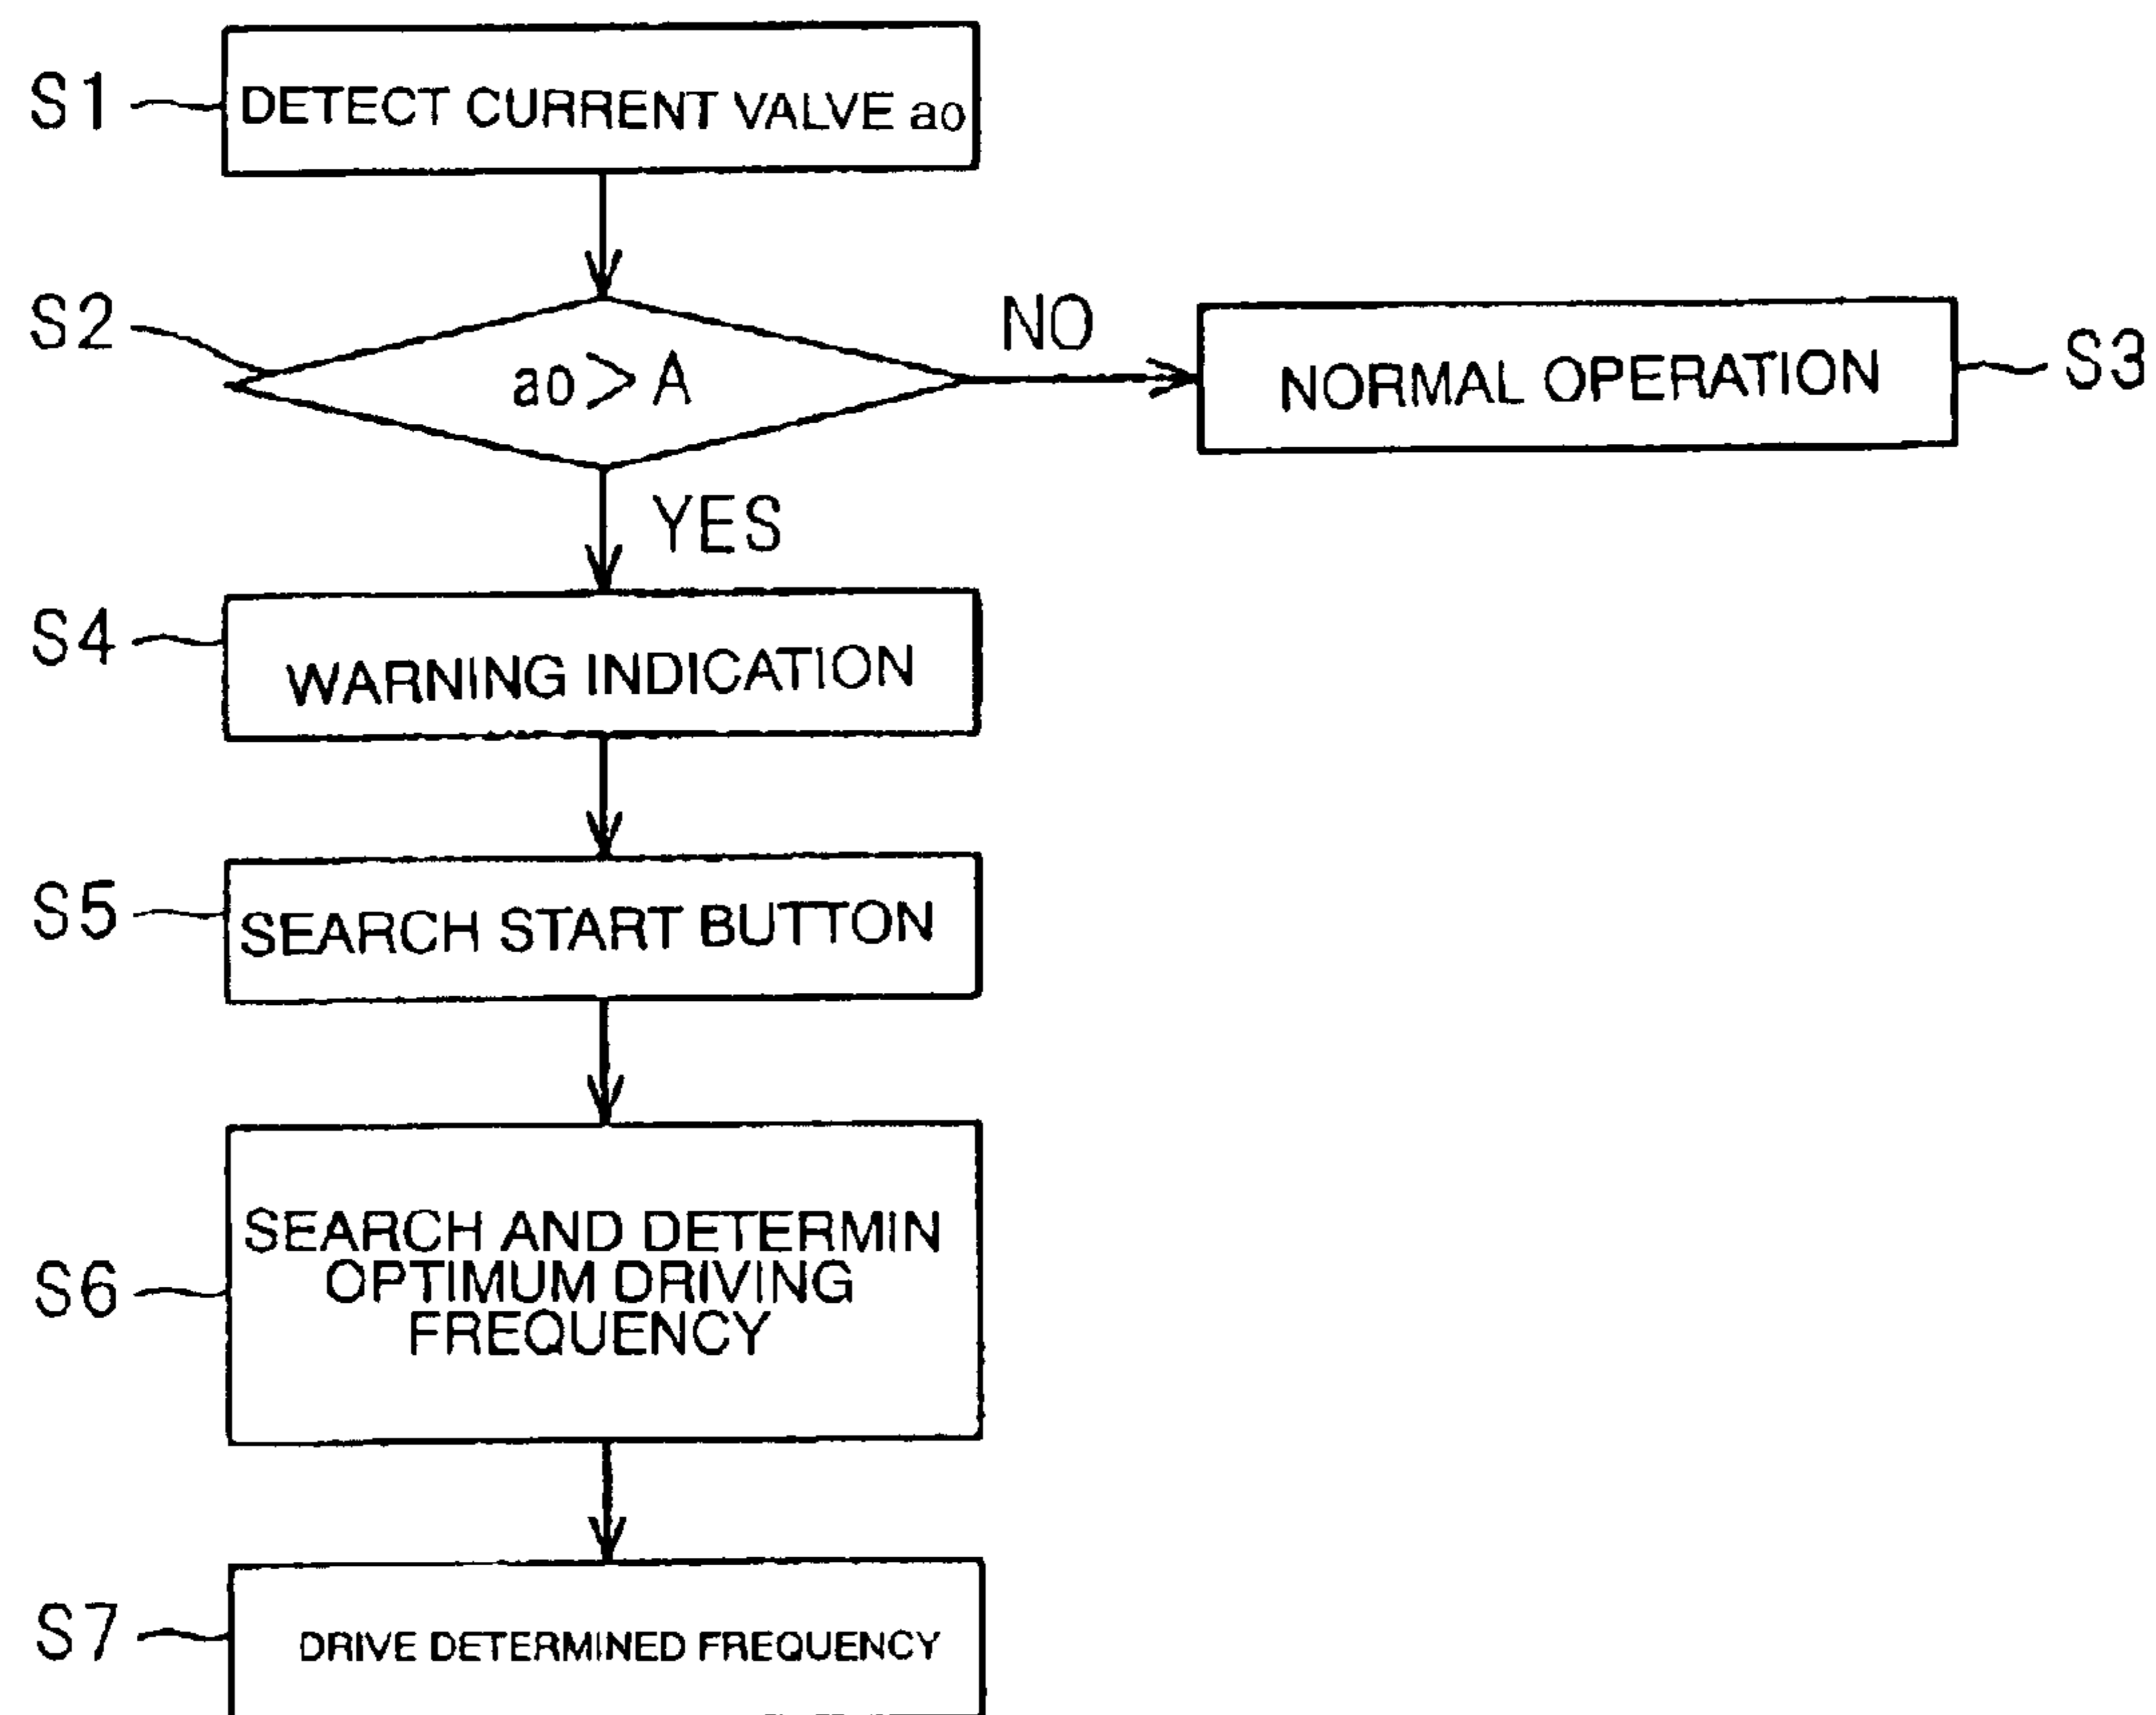 S1
DETECT CURRENT VALVE ao
S2
ao > A
NO
NORMAL OPERATION
S3
YES
S4
WARNING INDICATION
S5
SEARCH START BUTTON
S6
SEARCH AND DETERMIN
OPTIMUM DRIVING
FREQUENCY
S7
DRIVE DETERMINED FREQUENCY